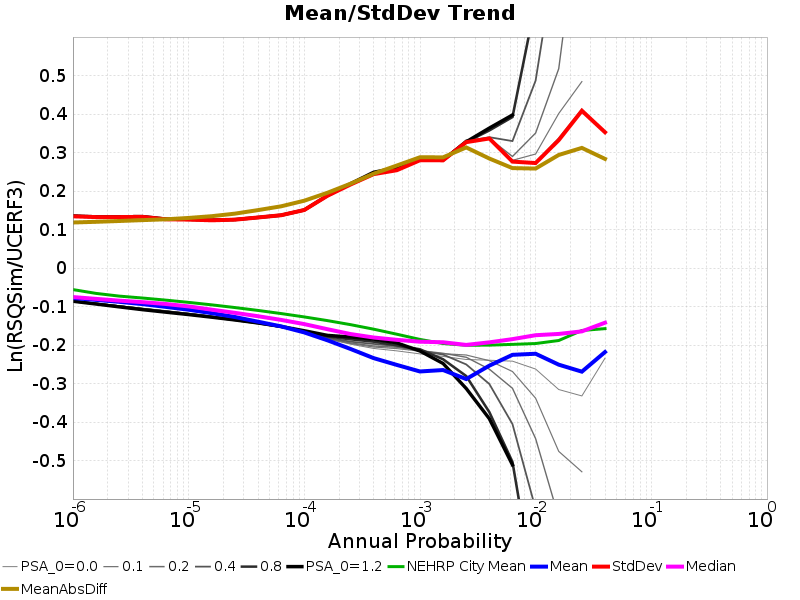 Mean/StdDev Trend
Ln(RSQSim/UCERF3)
0.5
0.4
0.3
0.2
0.1
0
-0.1
-0.2
-0.3
-0.4
-0.5
10^-6 10^-5 10^-4 10^-3 10^-2 10^-1 10^0
Annual Probability
PSA_0=0.0 0.1 0.2 0.4 0.8 PSA_0=1.2 NEHRP City Mean Mean StdDev Median
MeanAbsDiff